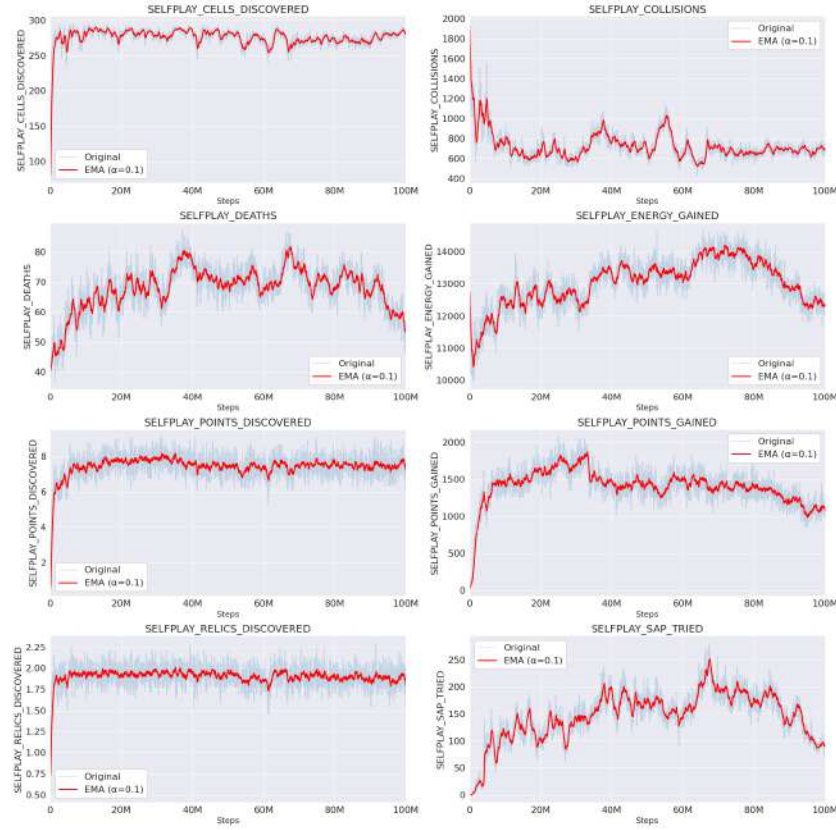 SELFPLAY_CELLS_DISCOVERED
SELFPLAY_CELLS_DISCOVERED
300
250
200
150
100
Original
EMA (α=0.1)
0
20M
40M
60M
80M
100M
Steps
SELFPLAY_COLLISIONS
SELFPLAY_COLLISIONS
2000
1800
1600
1400
1200
1000
800
600
400
Original
EMA (α=0.1)
0
20M
40M
60M
80M
100M
Steps
SELFPLAY_DEATHS
SELFPLAY_DEATHS
80
70
60
50
40
Original
EMA (α=0.1)
0
20M
40M
60M
80M
100M
Steps
SELFPLAY_ENERGY_GAINED
SELFPLAY_ENERGY_GAINED
14000
13000
12000
11000
10000
Original
EMA (α=0.1)
0
20M
40M
60M
80M
100M
Steps
SELFPLAY_POINTS_DISCOVERED
SELFPLAY_POINTS_DISCOVERED
8
6
4
2
Original
EMA (α=0.1)
0
20M
40M
60M
80M
100M
Steps
SELFPLAY_POINTS_GAINED
SELFPLAY_POINTS_GAINED
2000
1500
1000
500
0
Original
EMA (α=0.1)
0
20M
40M
60M
80M
100M
Steps
SELFPLAY_RELICS_DISCOVERED
SELFPLAY_RELICS_DISCOVERED
2.25
2.00
1.75
1.50
1.25
1.00
0.75
0.50
Original
EMA (α=0.1)
0
20M
40M
60M
80M
100M
Steps
SELFPLAY_SAP_TRIED
SELFPLAY_SAP_TRIED
250
200
150
100
50
0
Original
EMA (α=0.1)
0
20M
40M
60M
80M
100M
Steps